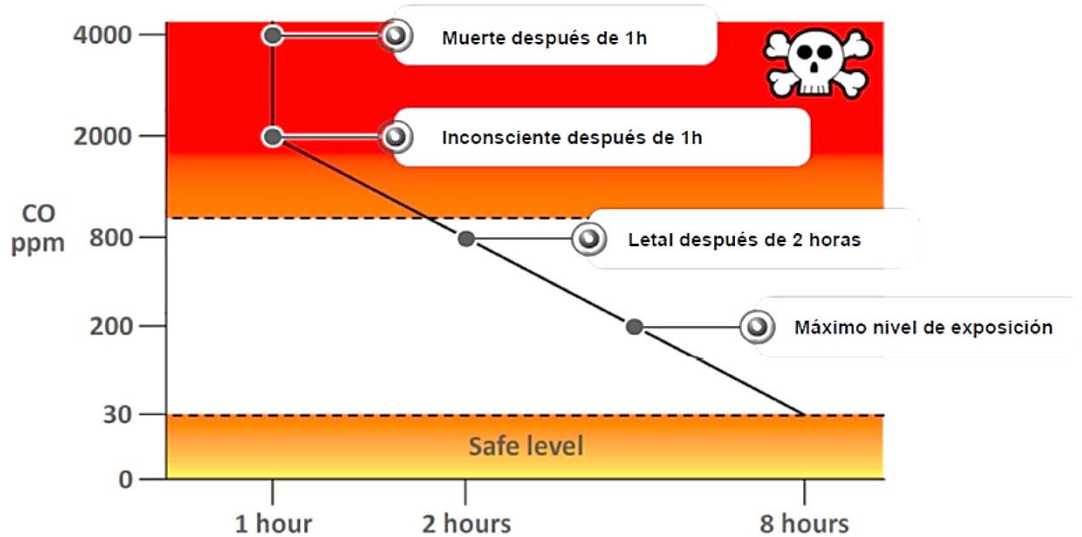 4000
Muerte después de 1h
2000
Inconsciente después de 1h
CO
ppm
800
Letal después de 2 horas
200
Máximo nivel de exposición
30
Safe level
0
1 hour
2 hours
8 hours